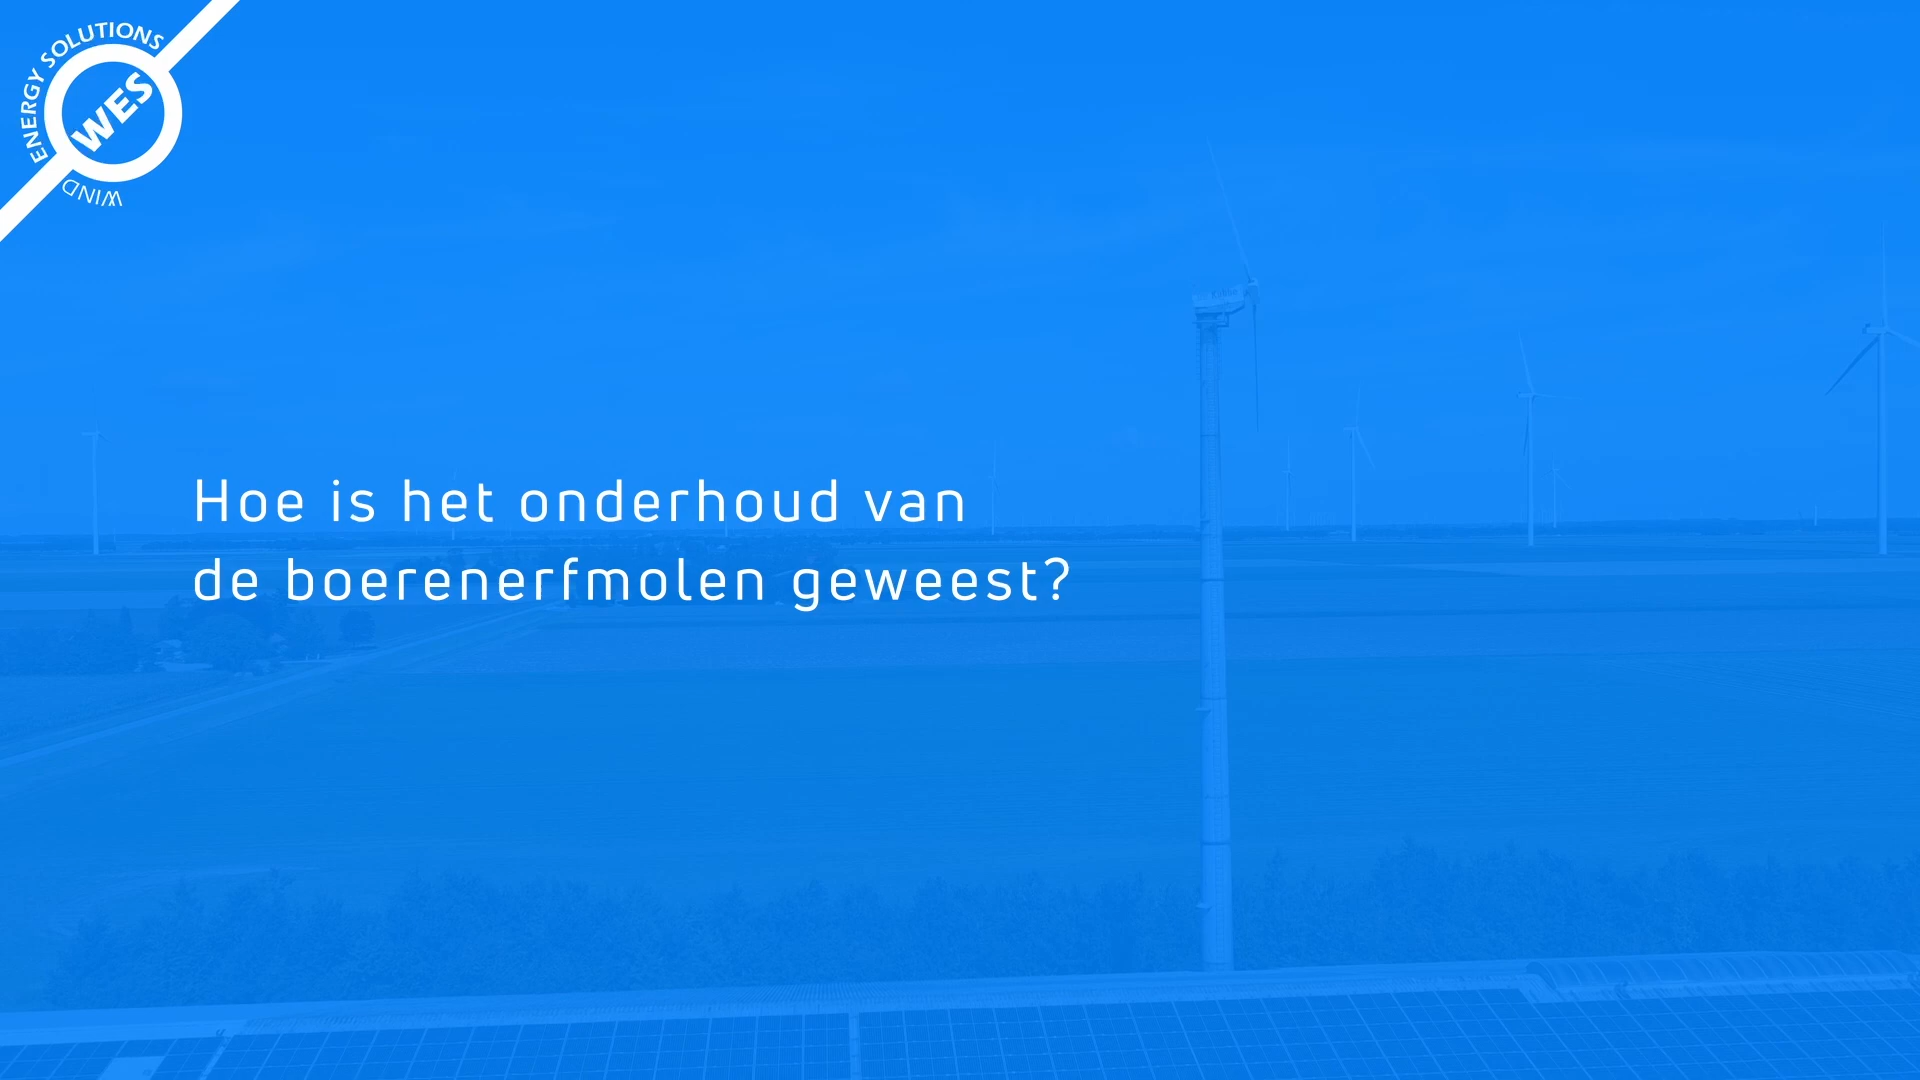 ENERGY SOLUTIONS
WES
WIND
Hoe is het onderhoud van
de boerenerfmolen geweest?